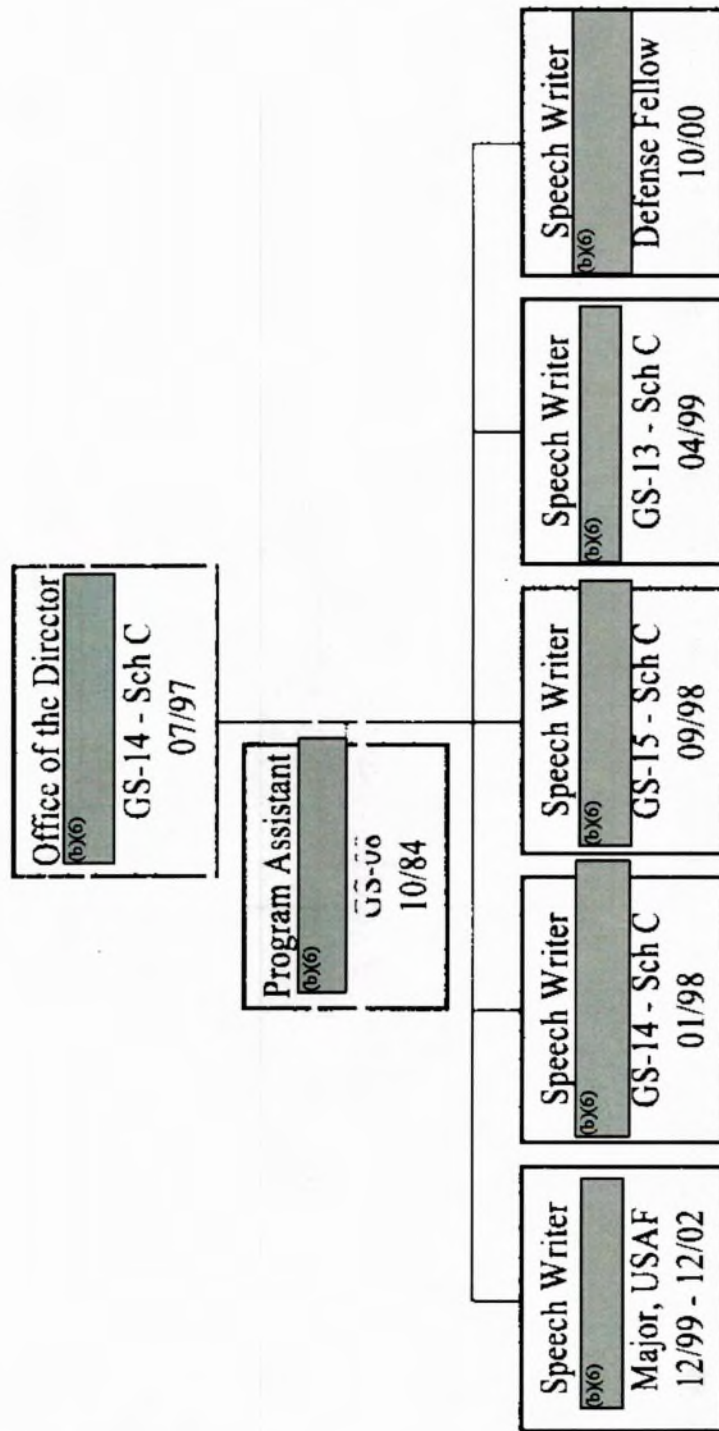 Office of the Director
(b)(6)
GS-14 - Sch C
07/97
Program Assistant
(b)(6)
10/84
Speech Writer
(b)(6)
Major, USAF
12/99 - 12/02
Speech Writer
(b)(6)
GS-14 - Sch C
01/98
Speech Writer
(b)(6)
GS-15 - Sch C
09/98
Speech Writer
(b)(6)
GS-13 - Sch C
04/99
Speech Writer
(b)(6)
Defense Fellow
10/00